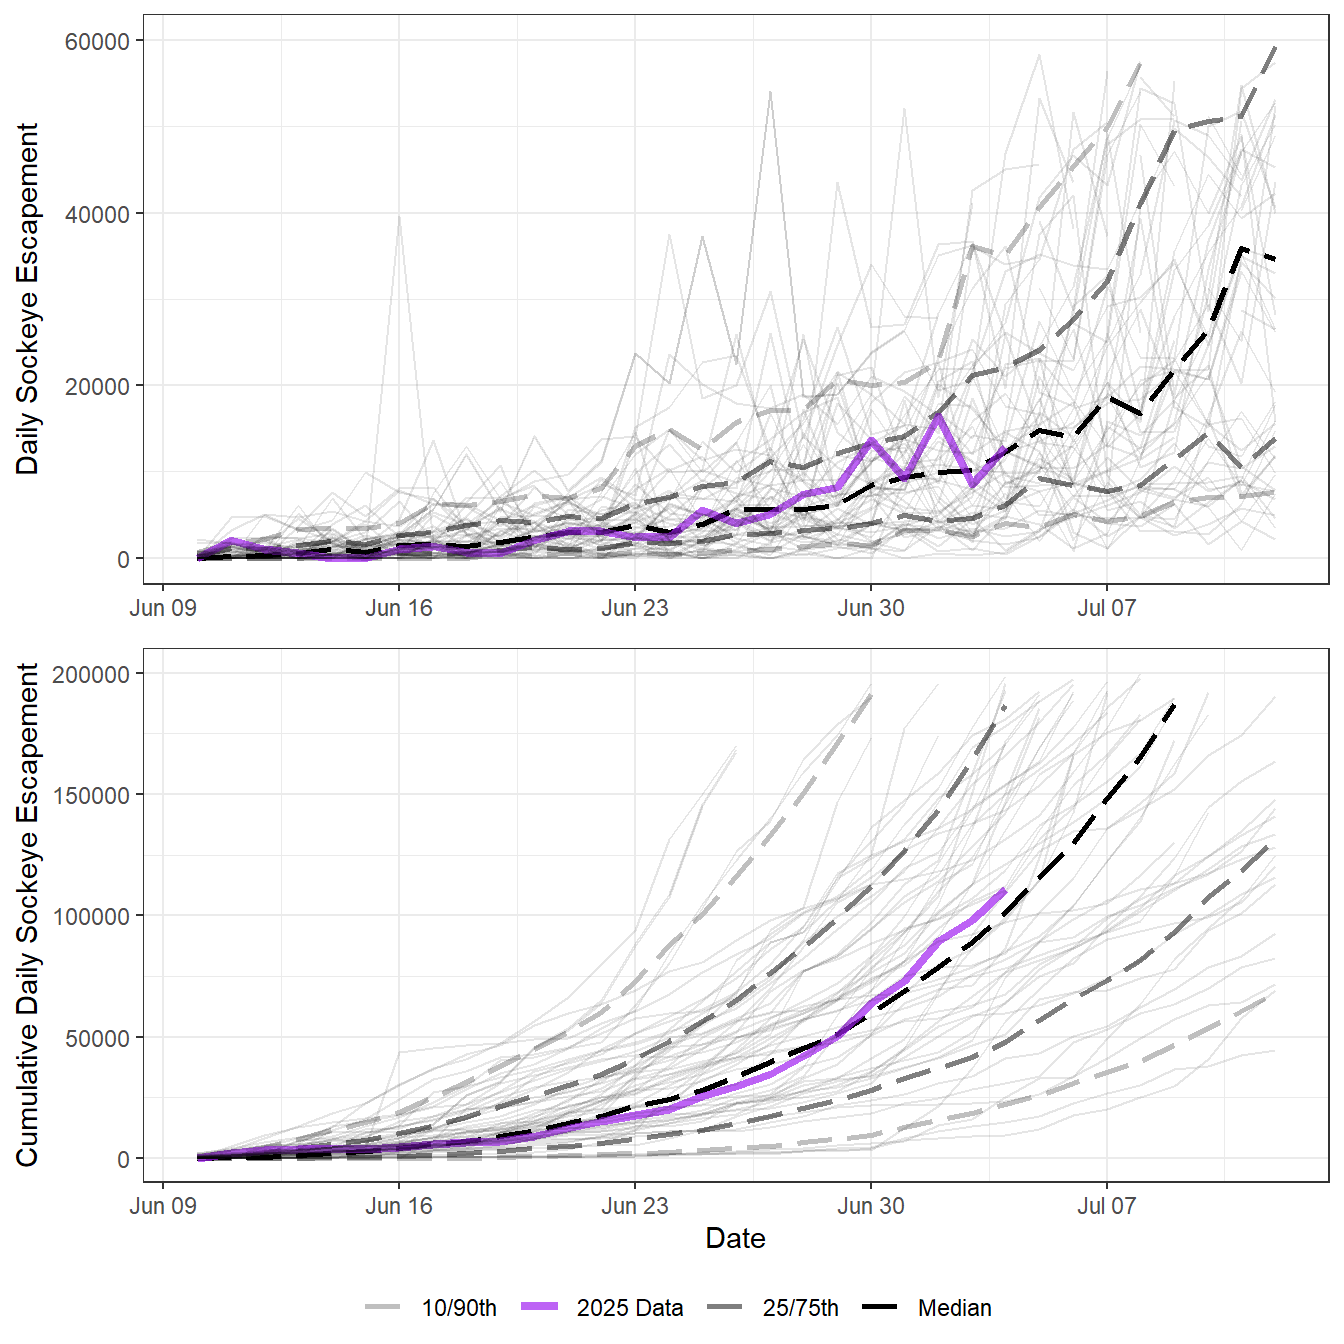 Daily Sockeye Escapement
60000
40000
20000
0
Jun 09 Jun 16 Jun 23 Jun 30 Jul 07
Cumulative Daily Sockeye Escapement
200000
150000
100000
50000
0
Jun 09 Jun 16 Jun 23 Jun 30 Jul 07
Date
10/90th 2025 Data 25/75th Median